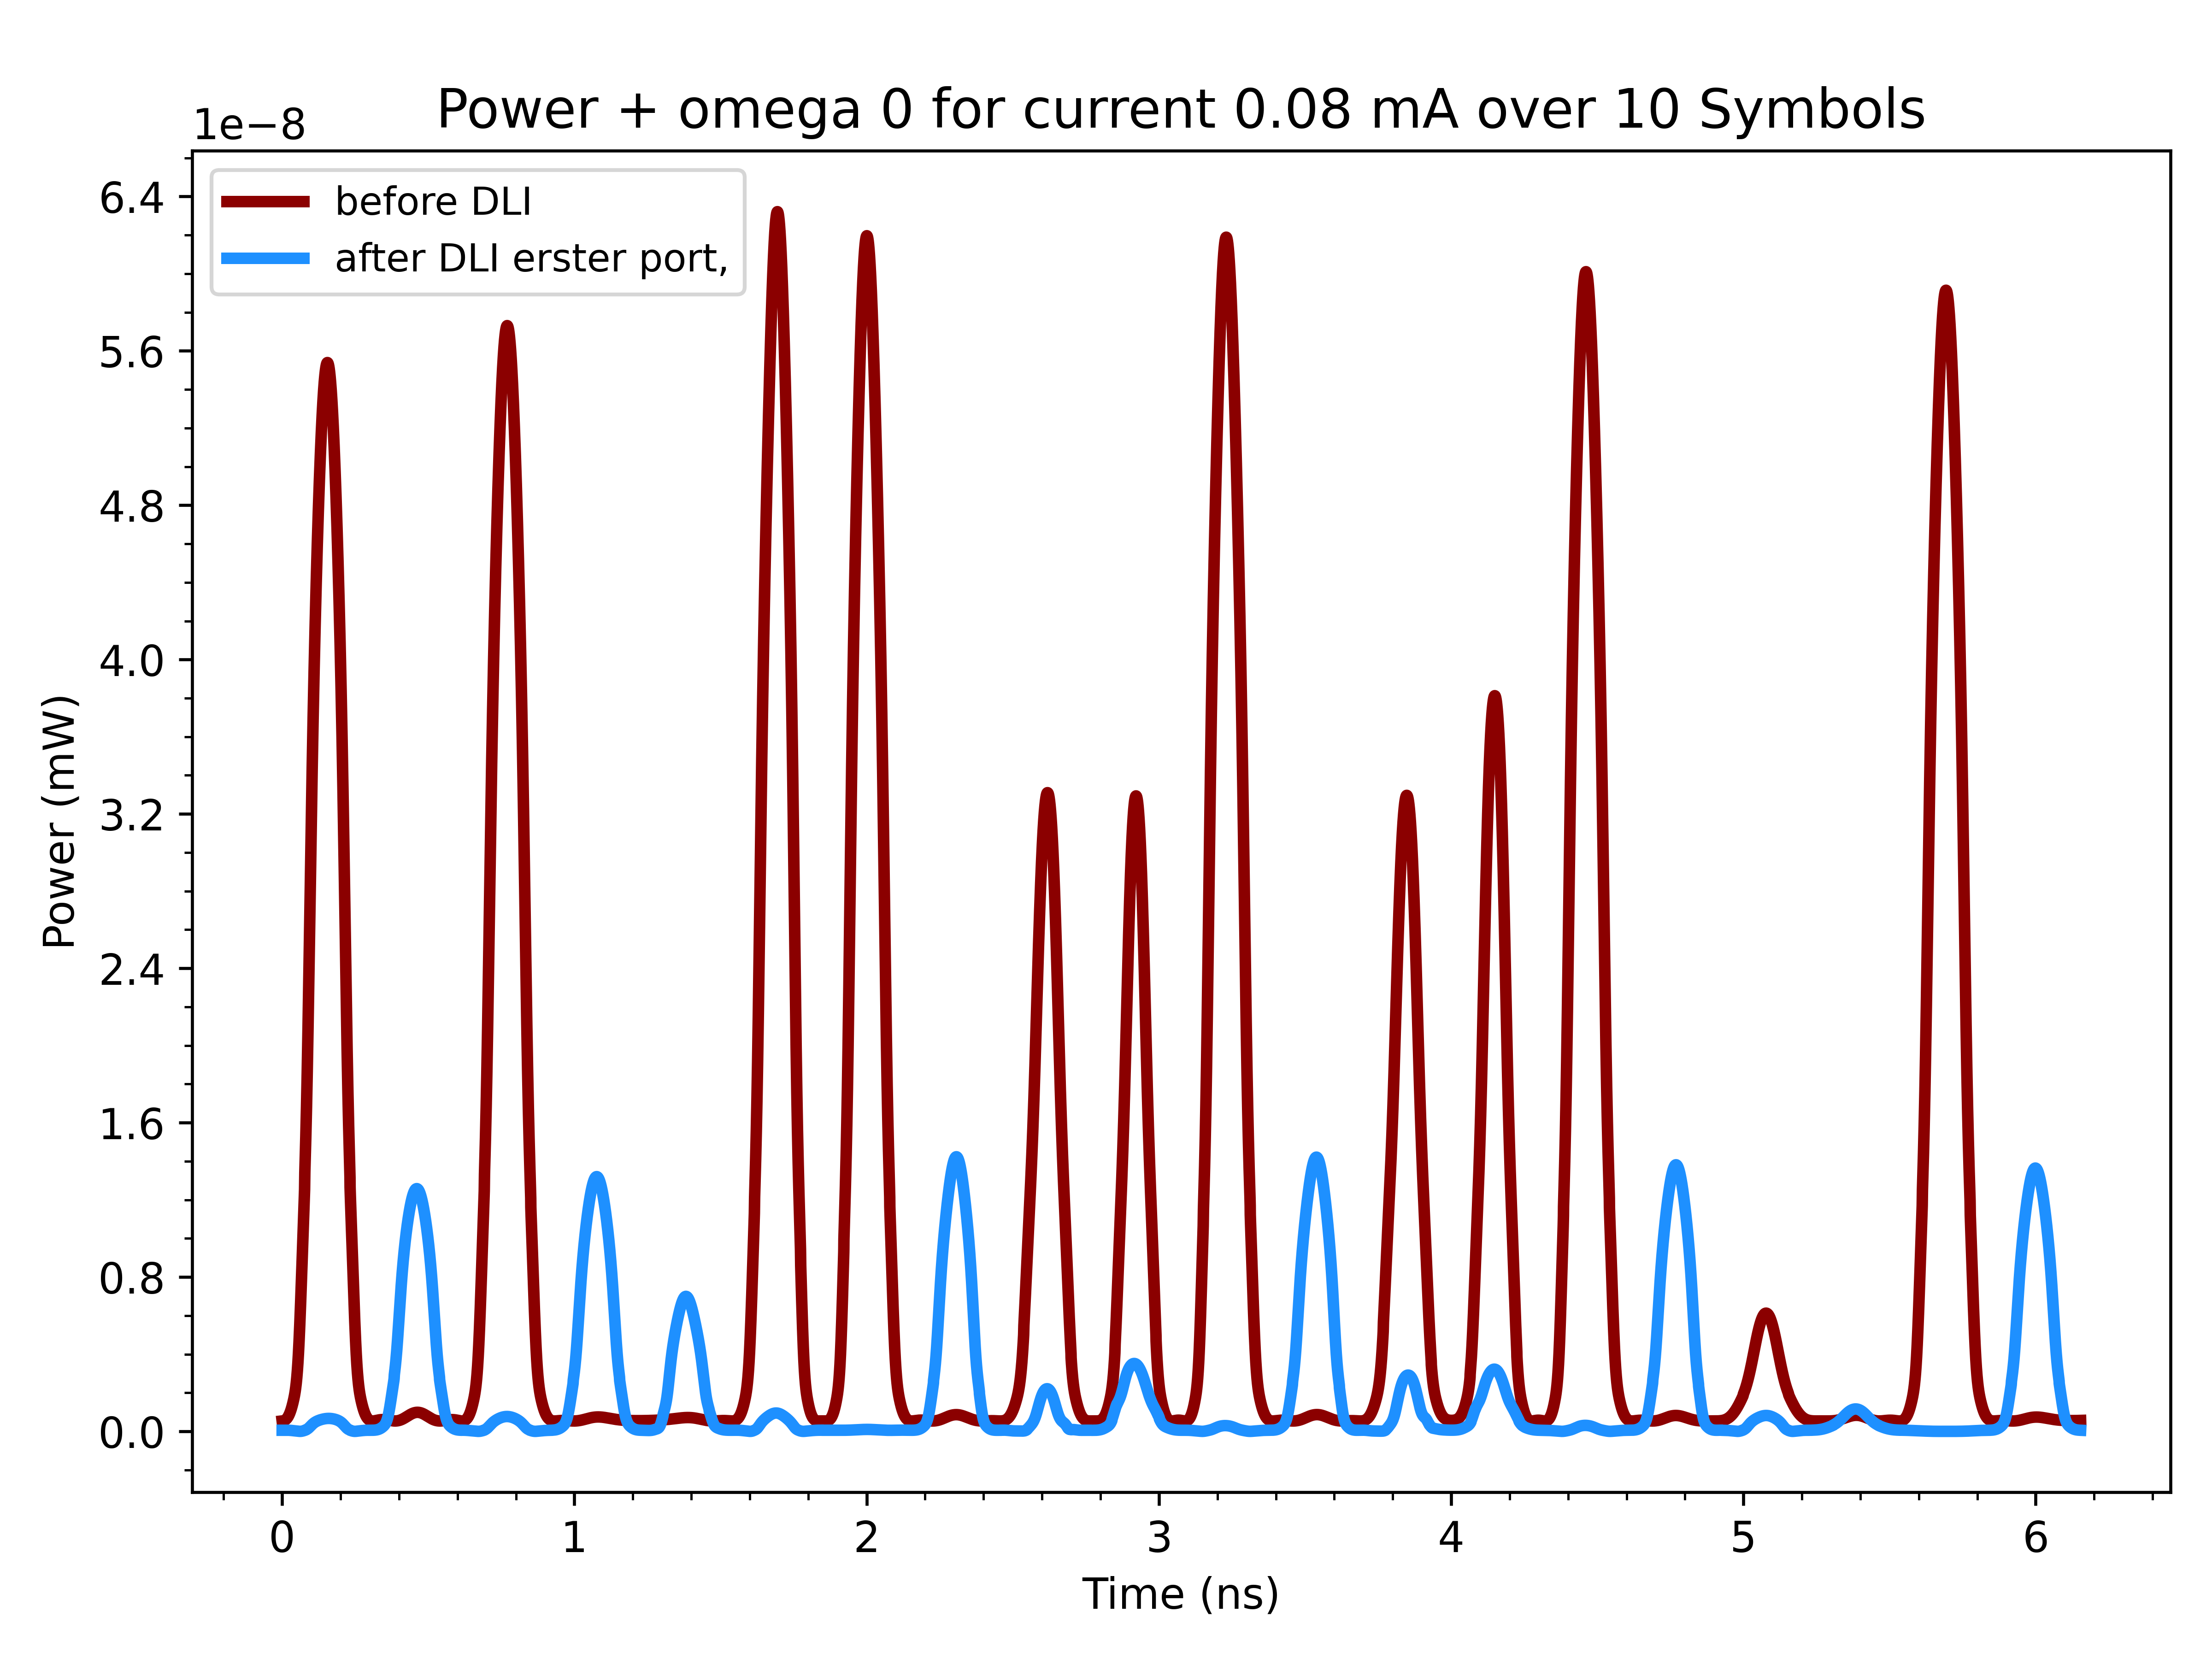 Power + omega 0 for current 0.08 mA over 10 Symbols
1e−8
before DLI
after DLI erster port,
6.4
5.6
4.8
4.0
3.2
2.4
1.6
0.8
0.0
Power (mW)
0 1 2 3 4 5 6
Time (ns)